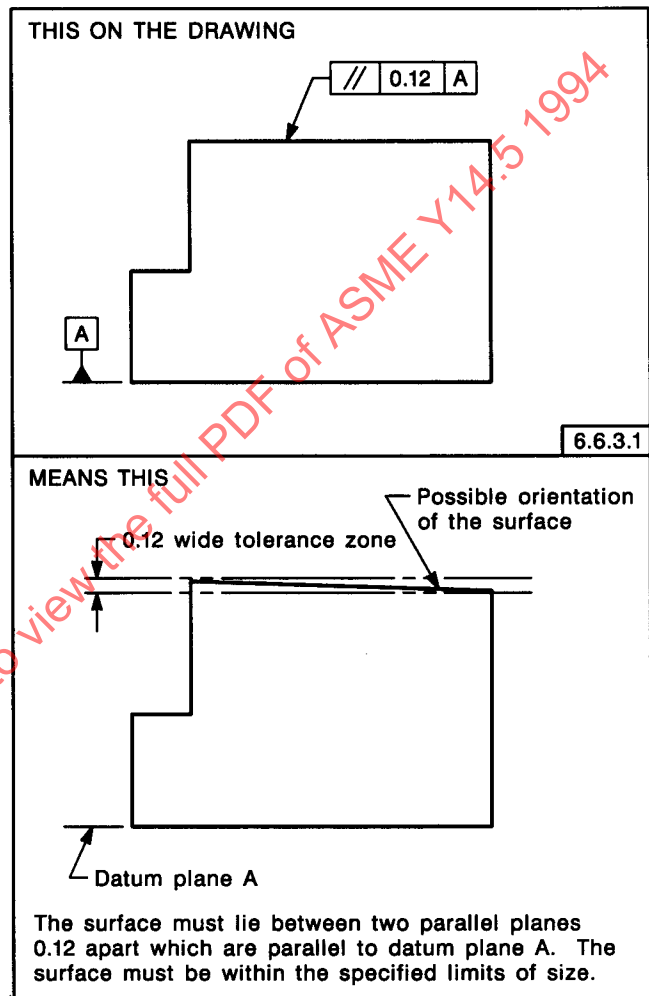 THIS ON THE DRAWING
// 0.12 A
A
6.6.3.1
MEANS THIS
Possible orientation
of the surface
0.12 wide tolerance zone
Datum plane A
The surface must lie between two parallel planes
0.12 apart which are parallel to datum plane A. The
surface must be within the specified limits of size.
to view the full PDF of ASME Y14.5 1994